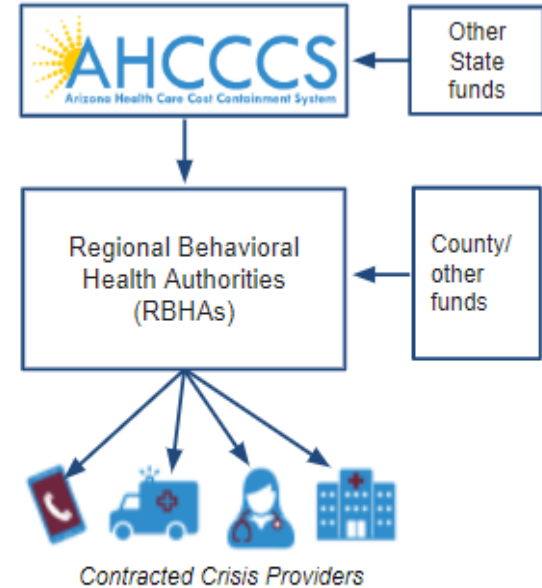 AHCCCS
Arizona Health Care Cost Containment System
Other
State
funds
Regional Behavioral
Health Authorities
(RBHAs)
County/
other
funds
Contracted Crisis Providers